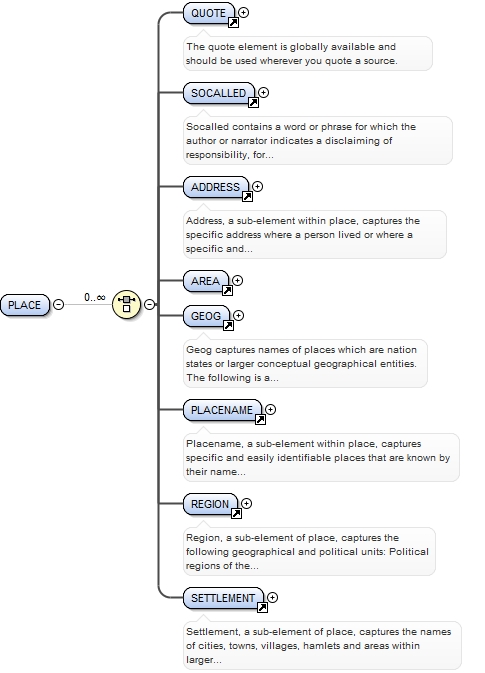 QUOTE
The quote element is globally available and
should be used wherever you quote a source.
SOCALLED
Socalled contains a word or phrase for which the
author or narrator indicates a disclaiming of
responsibility, for...
ADDRESS
Address, a sub-element within place, captures the
specific address where a person lived or where a
specific and...
AREA
PLACE 0..∞
GEOG
Geog captures names of places which are nation
states or larger conceptual geographical entities.
The following is a...
PLACENAME
Placename, a sub-element within place, captures
specific and easily identifiable places that are known by
their name...
REGION
Region, a sub-element of place, captures the
following geographical and political units: Political
regions of the...
SETTLEMENT
Settlement, a sub-element of place, captures the names
of cities, towns, villages, hamlets and areas within
larger...